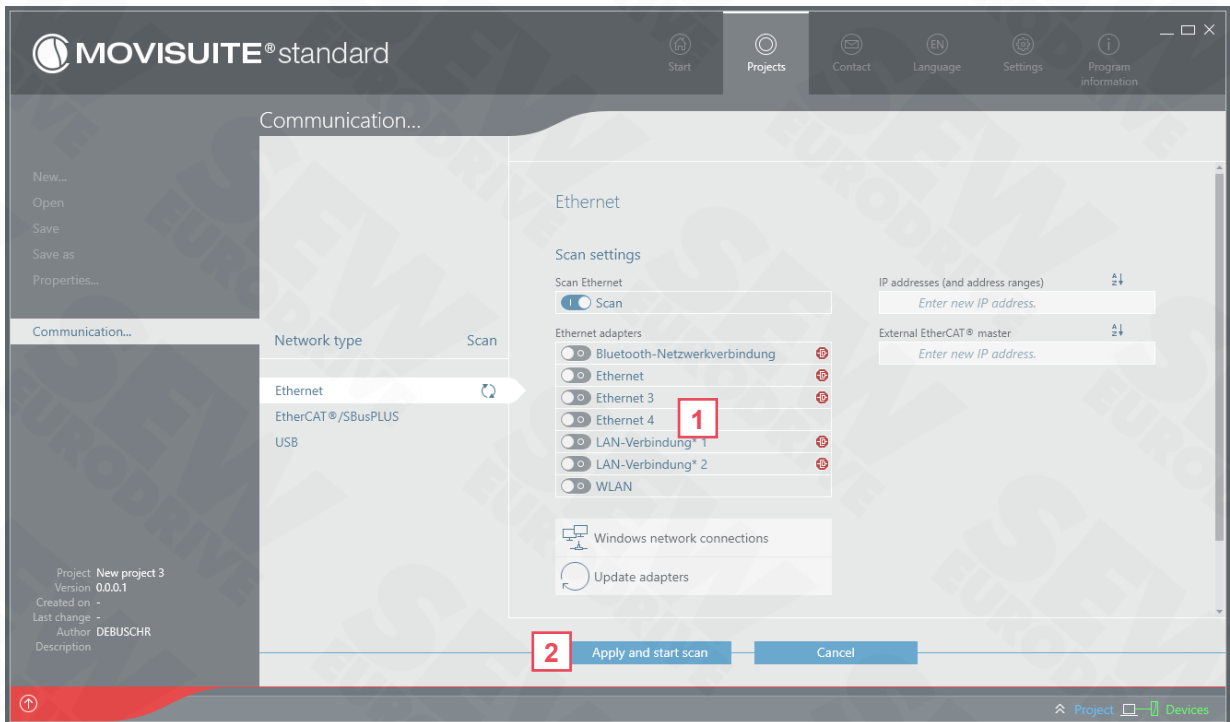 MOVISUITE® standard
Start
Projects
Contact
EN
Language
Settings
Program
information
Communication...
New...
Open
Save
Save as
Properties...
Communication...
Network type Scan
Ethernet
EtherCAT®/SBusPLUS
USB
Ethernet
Scan settings
Scan Ethernet
Scan
Ethernet adapters
Bluetooth-Netzwerkverbindung
Ethernet
Ethernet 3
Ethernet 4
LAN-Verbindung* 1
LAN-Verbindung* 2
WLAN
1
Windows network connections
Update adapters
IP addresses (and address ranges)
Enter new IP address.
External EtherCAT® master
Enter new IP address.
Project New project 3
Version 0.0.0.1
Created on -
Last change -
Author DEBUSCHR
Description
2
Apply and start scan
Cancel
Project
Devices
SEW
EURODRIVE